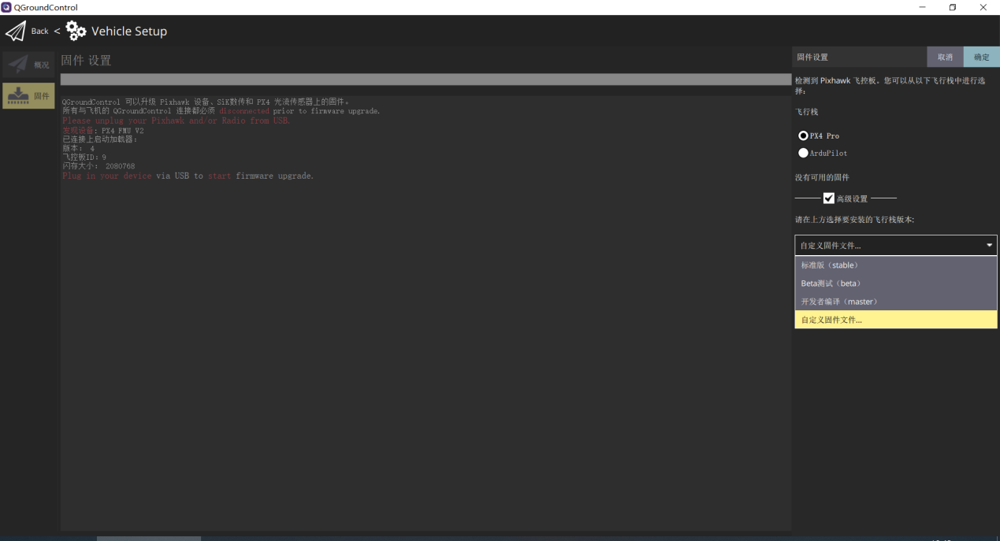 QGroundControl
Back < Vehicle Setup
概况
固件
固件 设置
QGroundControl 可以升级 Pixhawk 设备、SiK数传和 PX4 光流传感器上的固件。
所有与飞机的 QGroundControl 连接都必须 disconnected prior to firmware upgrade.
Please unplug your Pixhawk and/or Radio from USB.
发现设备: PX4 FMU V2
已连接上启动加载器:
版本: 4
飞控板ID: 9
闪存大小: 2080768
Plug in your device via USB to start firmware upgrade.
固件设置
取消
确定
检测到 Pixhawk 飞控板。您可以从以下飞行栈中进行选
择:
飞行栈
PX4 Pro
ArduPilot
没有可用的固件
高级设置
请在上方选择要安装的飞行栈版本:
自定义固件文件...
标准版（stable）
Beta测试（beta）
开发者编译（master）
自定义固件文件...